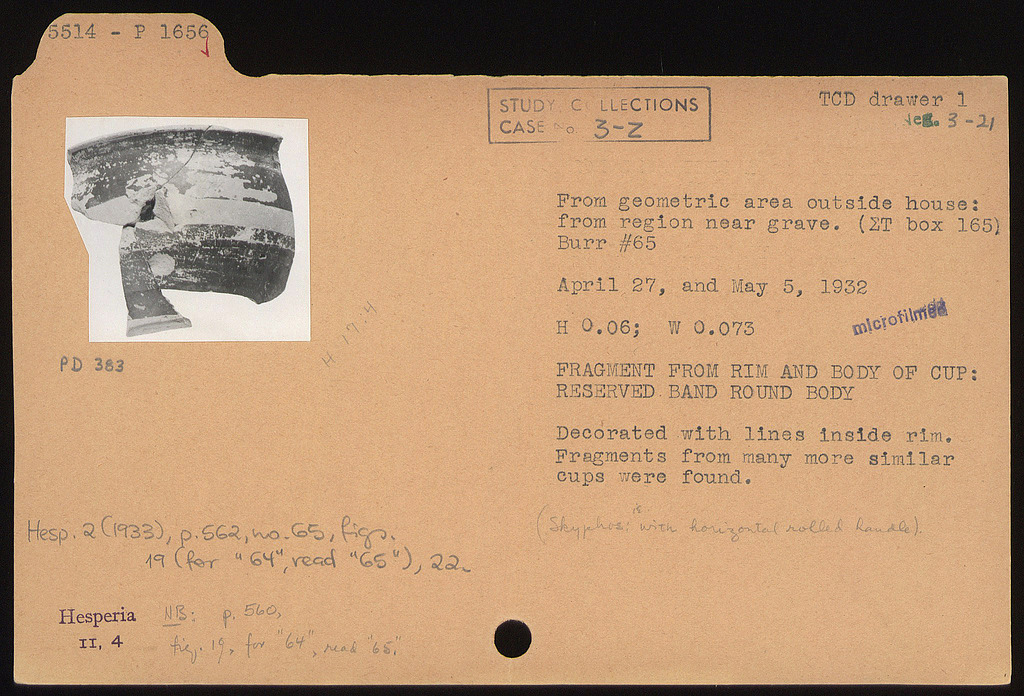 5514 - P 1656
STUDY C LLECTIONS
CASE No. 3-Z
TCD drawer 1
Neg. 3-21
From geometric area outside house:
from region near grave. (ΣT box 165)
Burr #65
April 27, and May 5, 1932
H 0.06; W 0.073
microfilmed
FRAGMENT FROM RIM AND BODY OF CUP:
RESERVED BAND ROUND BODY
Decorated with lines inside rim.
Fragments from many more similar
cups were found.
(Skyphos: with horizontal rolled handle).
PD 383
H 17.4
Hesp. 2 (1933), p. 562, no. 65, figs.
19 (for "64", read "65"), 22.
Hesperia
II, 4
NB: p. 560,
fig. 19, for "64", read "65".